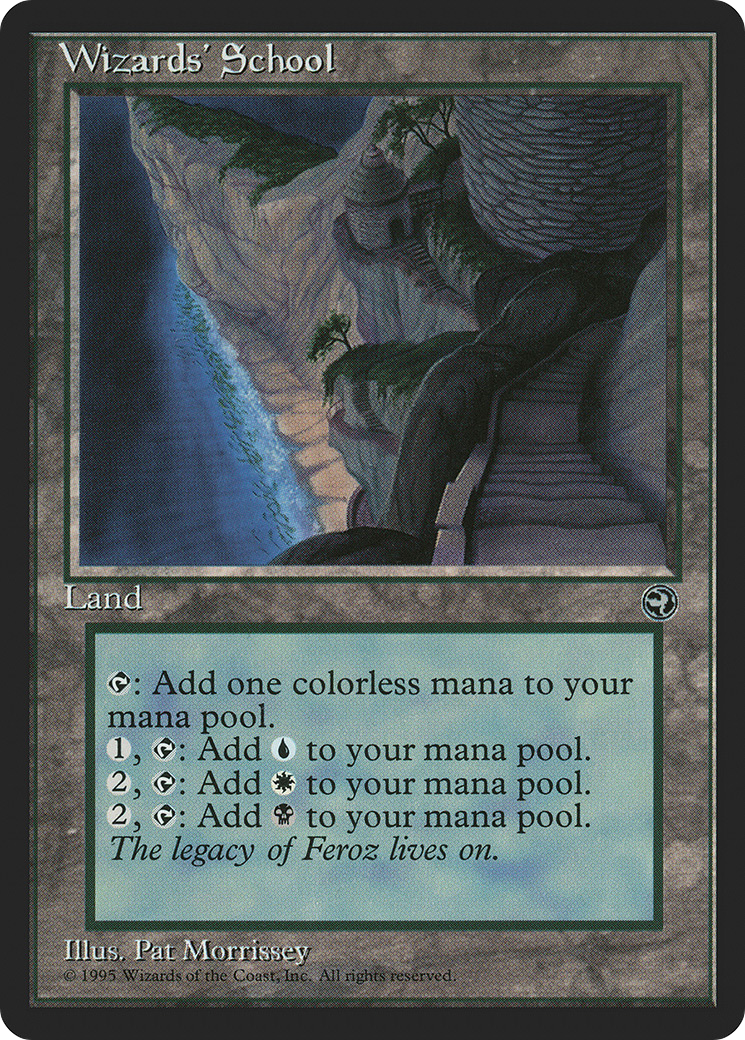 Wizards' School
Land
: Add one colorless mana to your
mana pool.
1, : Add to your mana pool.
2, : Add to your mana pool.
2, : Add to your mana pool.
The legacy of Feroz lives on.
Illus. Pat Morrissey
© 1995 Wizards of the Coast, Inc. All rights reserved.